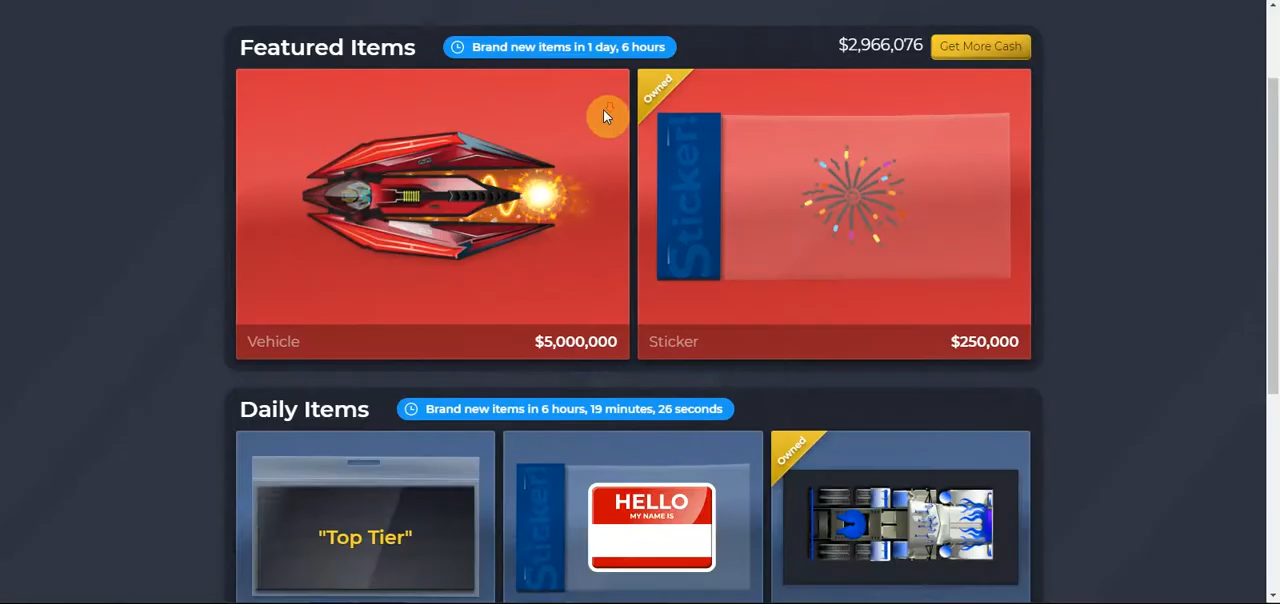 Featured Items
Brand new items in 1 day, 6 hours
$2,966,076
Get More Cash
Owned
Sticker!
Vehicle
$5,000,000
Sticker
$250,000
Daily Items
Brand new items in 6 hours, 19 minutes, 26 seconds
"Top Tier"
Sticker!
HELLO
MY NAME IS
Owned